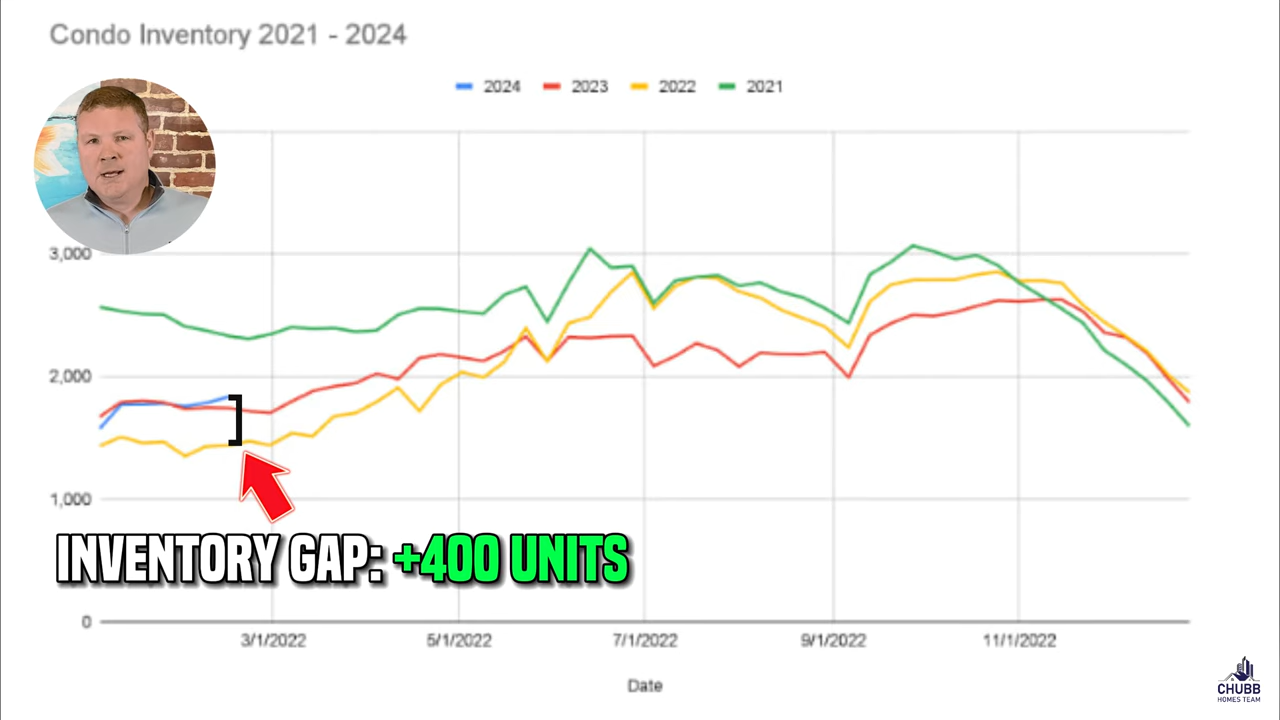 Condo Inventory 2021 - 2024
2024 2023 2022 2021
3,000
2,000
1,000
INVENTORY GAP: +400 UNITS
0
3/1/2022 5/1/2022 7/1/2022 9/1/2022 11/1/2022
Date
CHUBB
HOMES TEAM